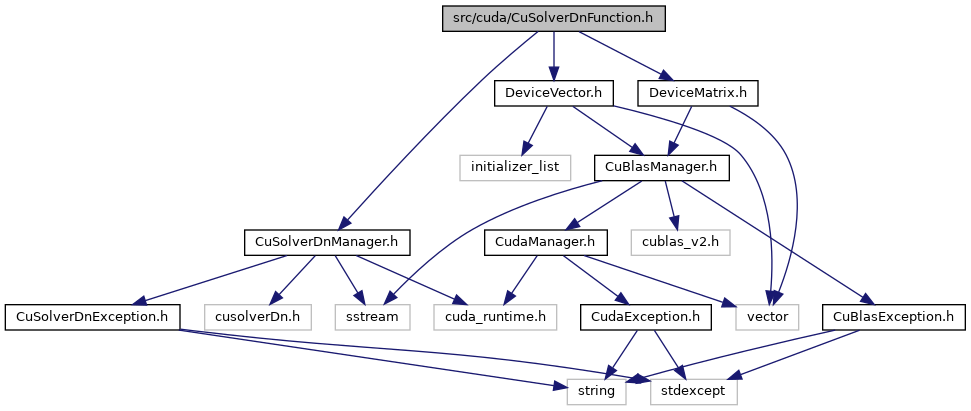 src/cuda/CuSolverDnFunction.h
DeviceVector.h
DeviceMatrix.h
initializer_list
CuBlasManager.h
CuSolverDnManager.h
CudaManager.h
cublas_v2.h
CuSolverDnException.h
cusolverDn.h
sstream
cuda_runtime.h
CudaException.h
vector
CuBlasException.h
string
stdexcept